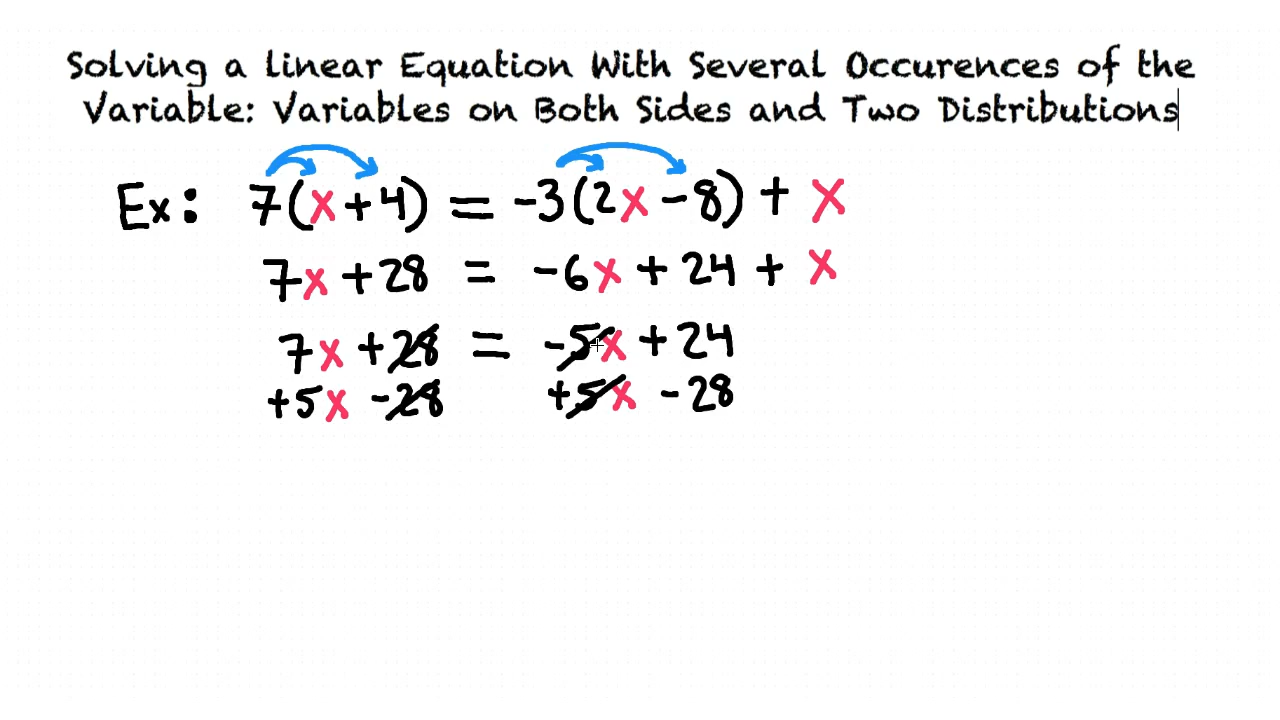 Solving a linear Equation With Several Occurences of the
Variable: Variables on Both Sides and Two Distributions
Ex: 7(x+4) = -3(2x-8) + x
7x +28 = -6x + 24 + x
7x +28 = -5x + 24
+5x -28 +5x -28